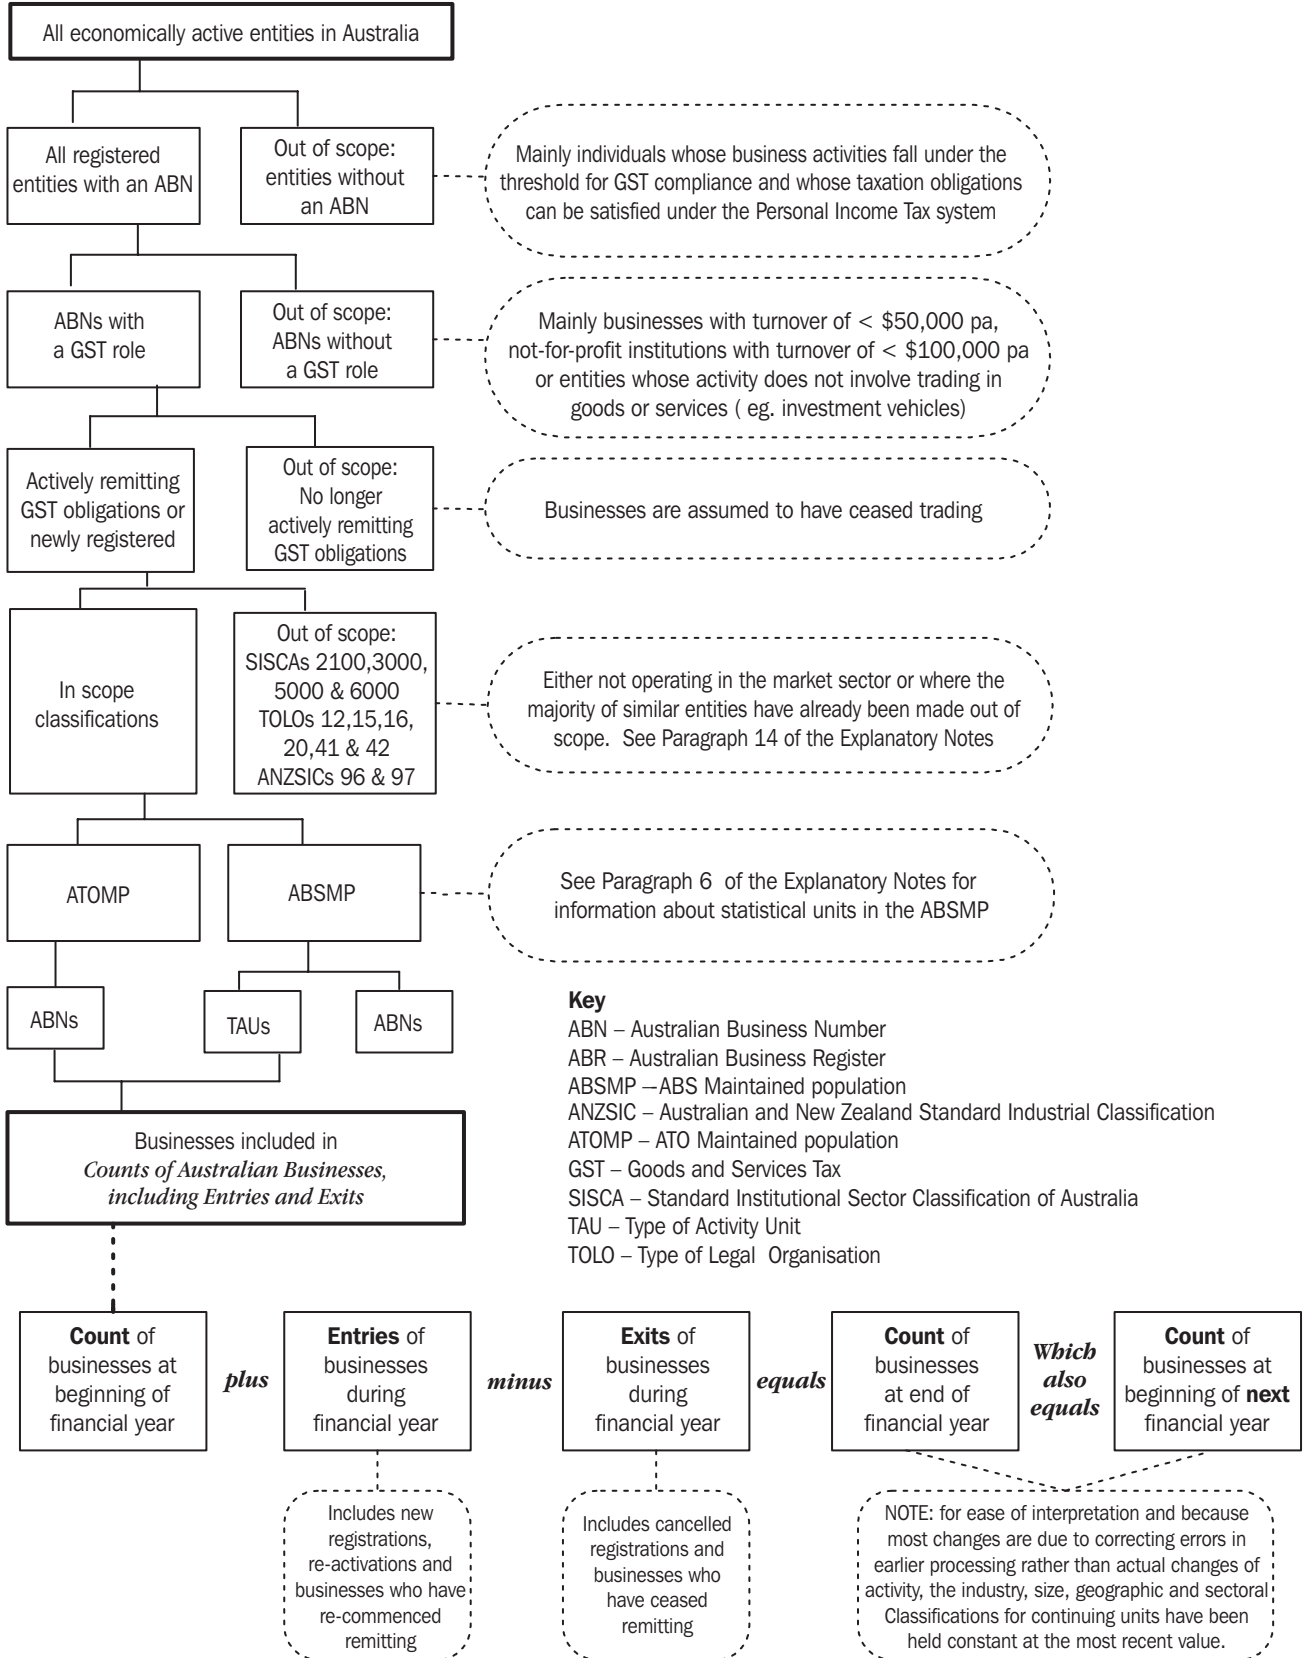 All economically active entities in Australia
All registered
entities with an ABN
Out of scope:
entities without
an ABN
Mainly individuals whose business activities fall under the
threshold for GST compliance and whose taxation obligations
can be satisfied under the Personal Income Tax system
ABNs with
a GST role
Out of scope:
ABNs without
a GST role
Mainly businesses with turnover of < $50,000 pa,
not-for-profit institutions with turnover of < $100,000 pa
or entities whose activity does not involve trading in
goods or services ( eg. investment vehicles)
Actively remitting
GST obligations or
newly registered
Out of scope:
No longer
actively remitting
GST obligations
Businesses are assumed to have ceased trading
In scope
classifications
Out of scope:
SISCAs 2100,3000,
5000 & 6000
TOLOs 12,15,16,
20,41 & 42
ANZSICs 96 & 97
Either not operating in the market sector or where the
majority of similar entities have already been made out of
scope. See Paragraph 14 of the Explanatory Notes
ATOMP
ABSMP
See Paragraph 6 of the Explanatory Notes for
information about statistical units in the ABSMP
ABNs
TAUs
ABNs
Key
ABN – Australian Business Number
ABR – Australian Business Register
ABSMP –-ABS Maintained population
ANZSIC – Australian and New Zealand Standard Industrial Classification
ATOMP – ATO Maintained population
GST – Goods and Services Tax
SISCA – Standard Institutional Sector Classification of Australia
TAU – Type of Activity Unit
TOLO – Type of Legal Organisation
Businesses included in
Counts of Australian Businesses,
including Entries and Exits
Count of
businesses at
beginning of
financial year
plus
Entries of
businesses
during
financial year
minus
Exits of
businesses
during
financial year
equals
Count of
businesses
at end of
financial year
Which
also
equals
Count of
businesses at
beginning of next
financial year
Includes new
registrations,
re-activations and
businesses who have
re-commenced
remitting
Includes cancelled
registrations and
businesses who
have ceased
remitting
NOTE: for ease of interpretation and because
most changes are due to correcting errors in
earlier processing rather than actual changes of
activity, the industry, size, geographic and sectoral
Classifications for continuing units have been
held constant at the most recent value.